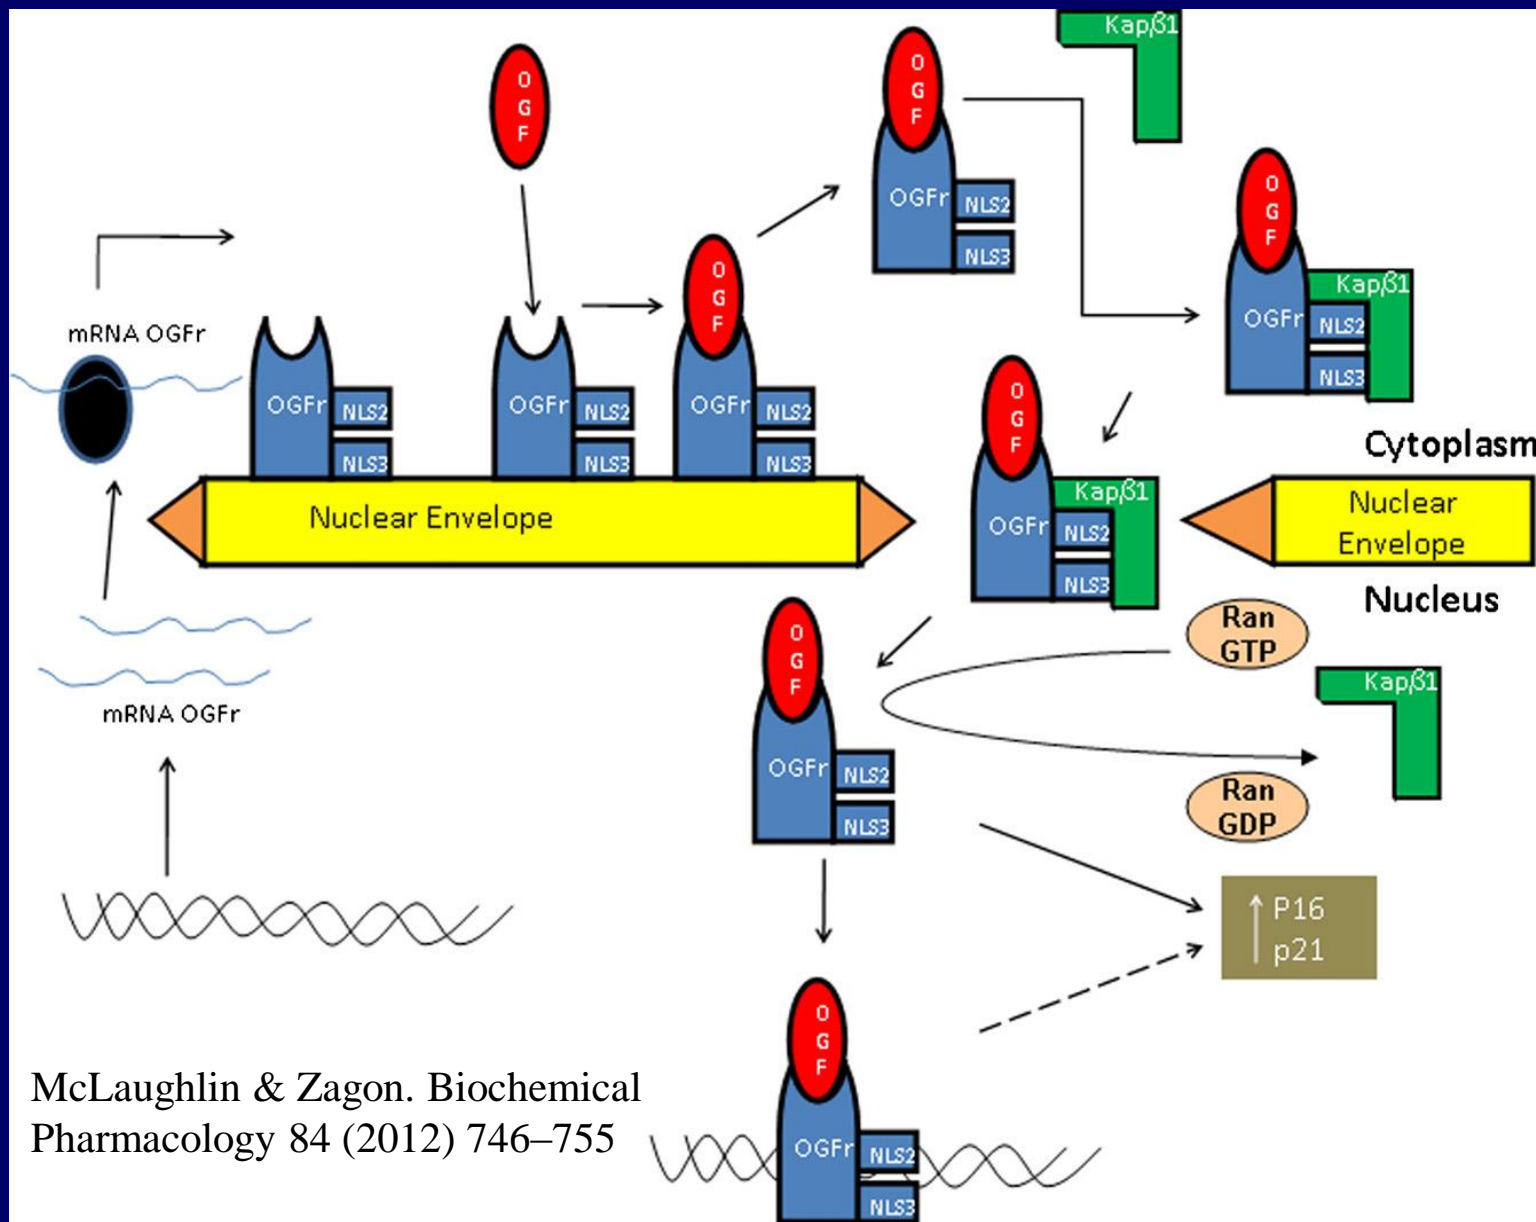 Kapβ1
O
G
F
O
G
F
OGFr
NLS2
NLS3
O
G
F
Kapβ1
OGFr
NLS2
NLS3
O
G
F
mRNA OGFr
OGFr
NLS2
NLS3
OGFr
NLS2
NLS3
OGFr
NLS2
NLS3
O
G
F
Kapβ1
OGFr
NLS2
NLS3
Cytoplasm
Nuclear Envelope
Nuclear
Envelope
Nucleus
Ran
GTP
O
G
F
OGFr
NLS2
NLS3
Kapβ1
mRNA OGFr
Ran
GDP
P16
p21
O
G
F
OGFr
NLS2
NLS3
McLaughlin & Zagon. Biochemical
Pharmacology 84 (2012) 746–755